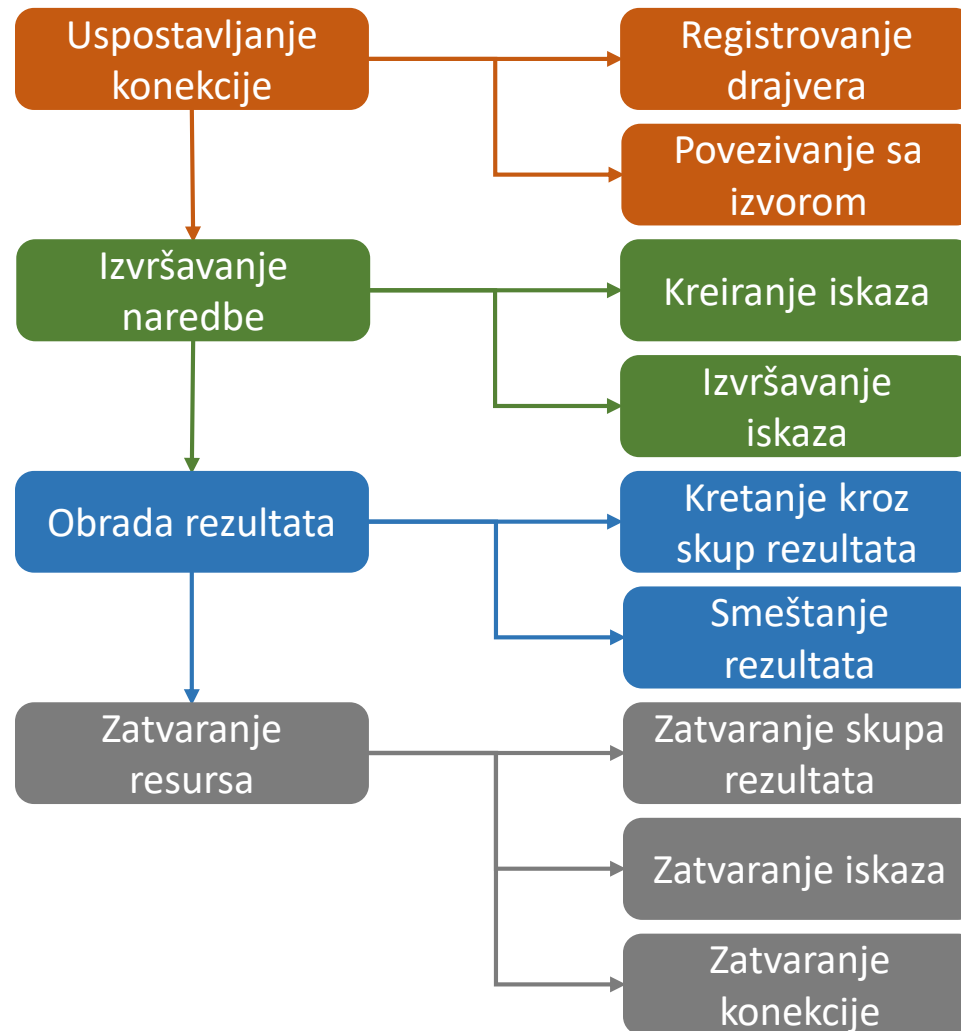 Uspostavljanje
konekcije
Registrovanje
drajvera
Povezivanje sa
izvorom
Izvršavanje
naredbe
Kreiranje iskaza
Izvršavanje
iskaza
Obrada rezultata
Kretanje kroz
skup rezultata
Smeštanje
rezultata
Zatvaranje
resursa
Zatvaranje skupa
rezultata
Zatvaranje iskaza
Zatvaranje
konekcije